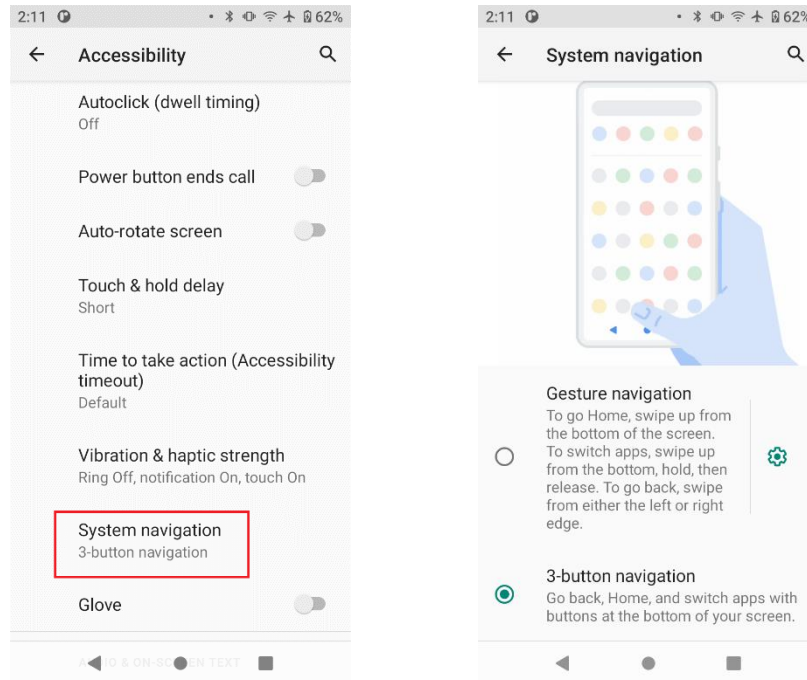 2:11
62%
Accessibility
Autoclick (dwell timing)
Off
Power button ends call
Auto-rotate screen
Touch & hold delay
Short
Time to take action (Accessibility
timeout)
Default
Vibration & haptic strength
Ring Off, notification On, touch On
System navigation
3-button navigation
Glove
2:11
62%
System navigation
Gesture navigation
To go Home, swipe up from
the bottom of the screen.
To switch apps, swipe up
from the bottom, hold, then
release. To go back, swipe
from either the left or right
edge.
3-button navigation
Go back, Home, and switch apps with
buttons at the bottom of your screen.